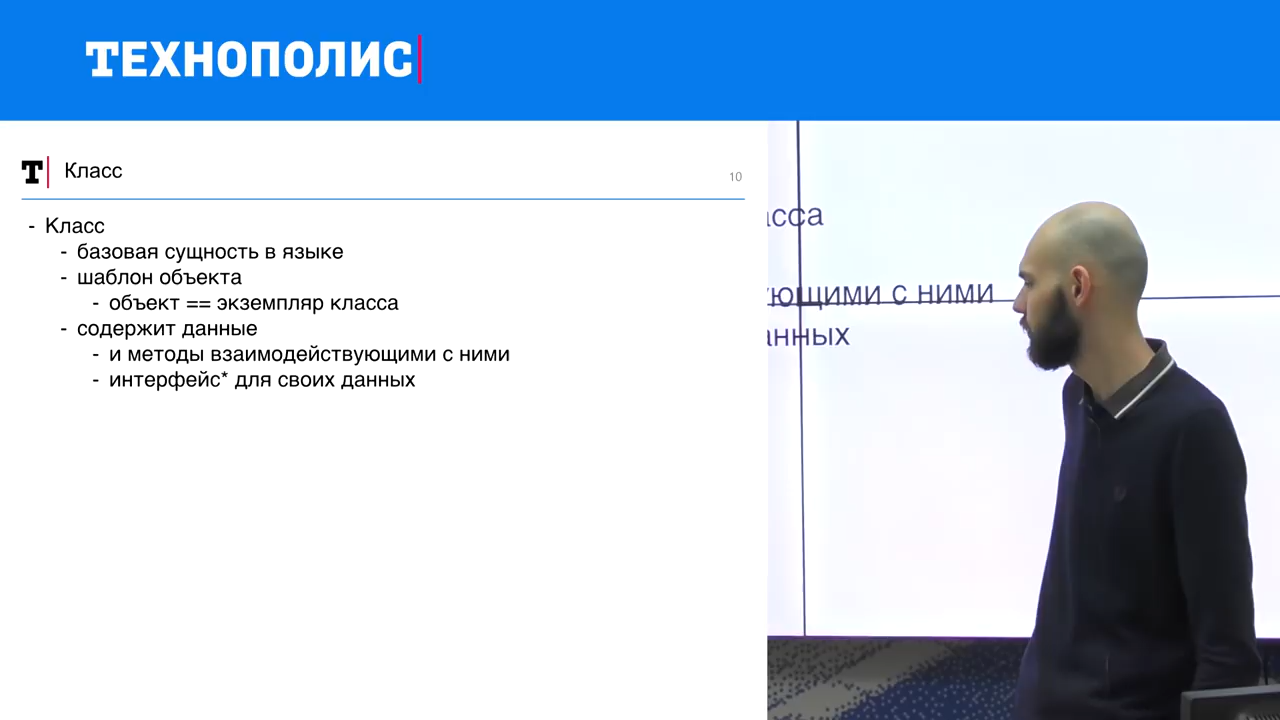 ТЕХНОПОЛИС
Т Класс
10
- Класс
- базовая сущность в языке
- шаблон объекта
- объект == экземпляр класса
- содержит данные
- и методы взаимодействующими с ними
- интерфейс* для своих данных
асса
ующими с ними
анных